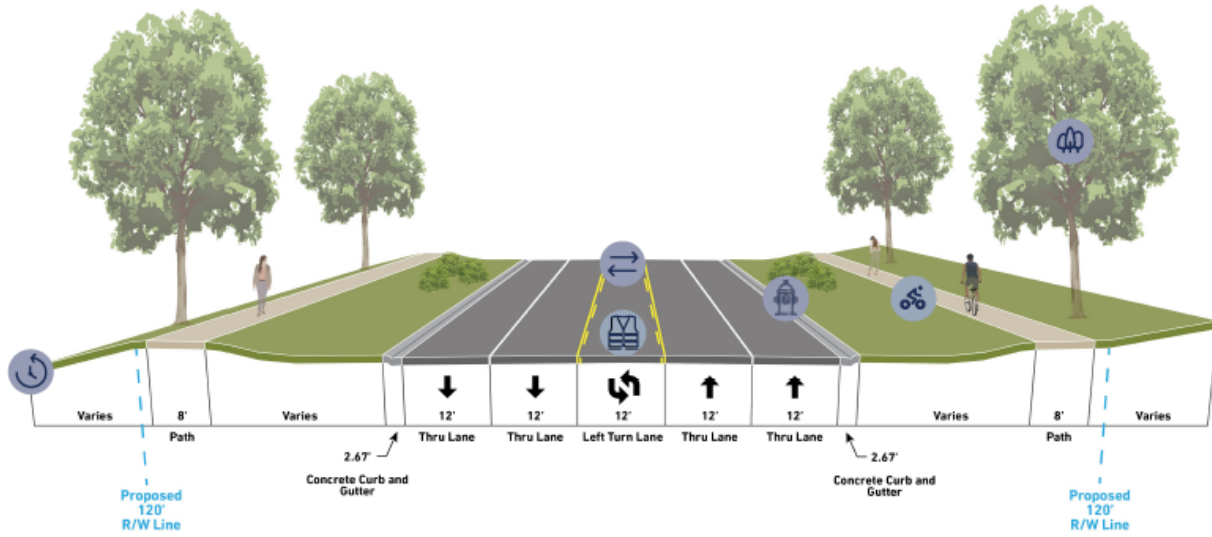 Varies
8'
Varies
12'
12'
12'
12'
12'
Varies
8'
Varies
Path
Thru Lane
Thru Lane
Left Turn Lane
Thru Lane
Thru Lane
Path
2.67'
Concrete Curb and
Gutter
2.67'
Concrete Curb and
Gutter
Proposed
120'
R/W Line
Proposed
120'
R/W Line